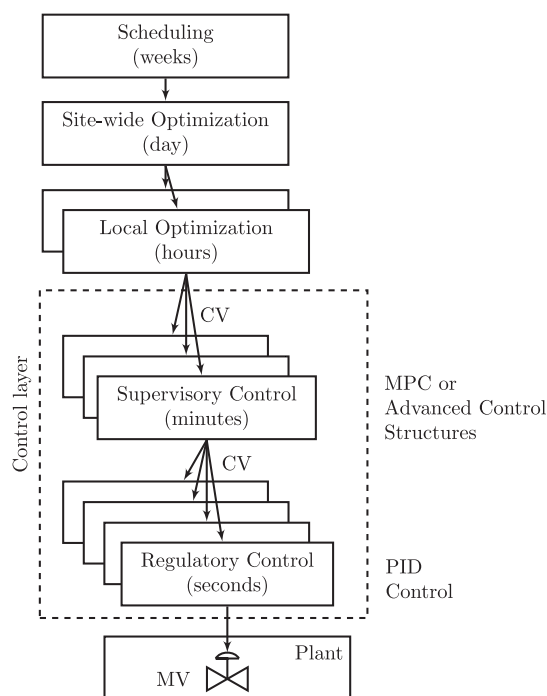 Scheduling
(weeks)
Site-wide Optimization
(day)
Local Optimization
(hours)
CV
Control layer
Supervisory Control
(minutes)
MPC or
Advanced Control
Structures
CV
Regulatory Control
(seconds)
PID
Control
Plant
MV